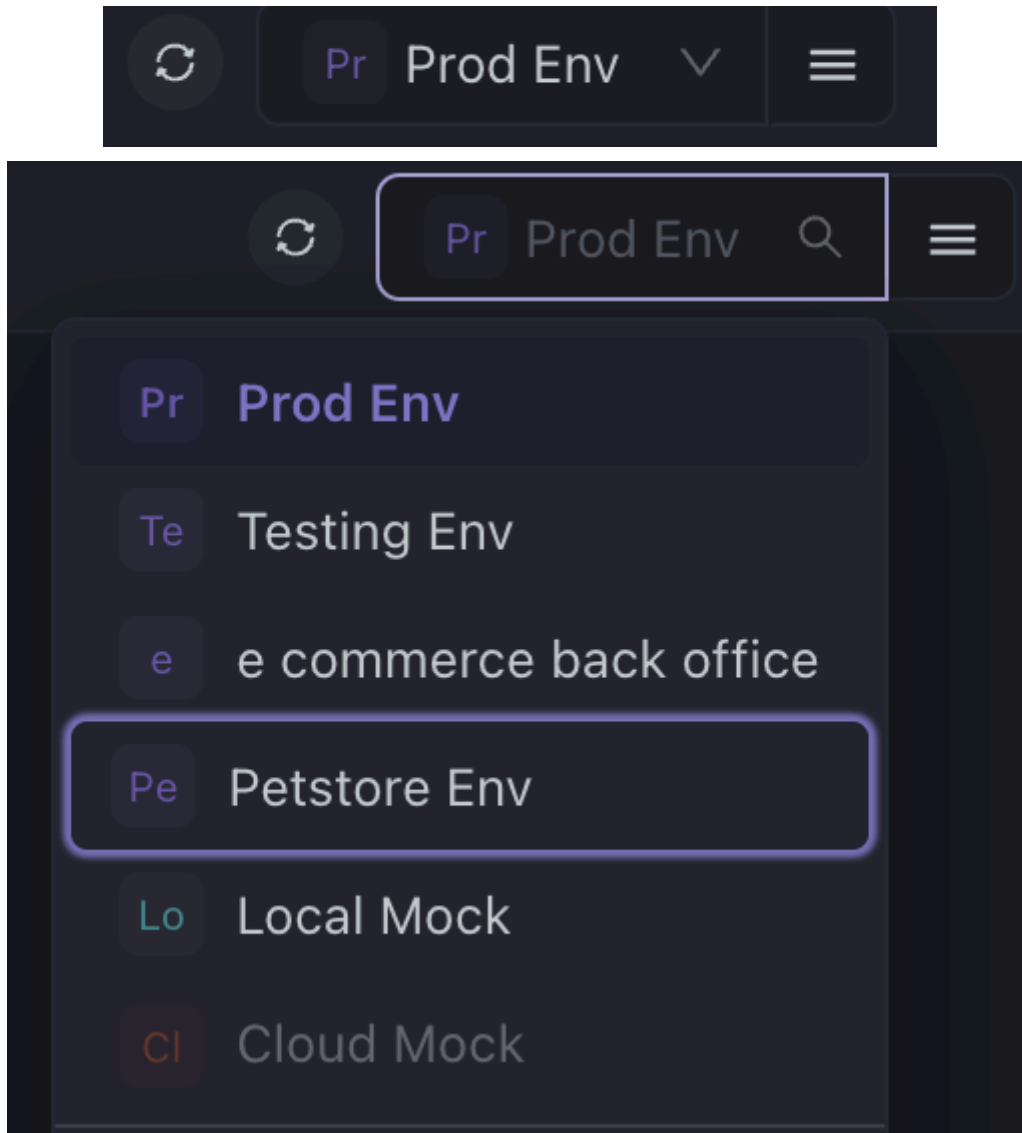 Pr Prod Env
Pr Prod Env
Pr Prod Env
Te Testing Env
e e commerce back office
Pe Petstore Env
Lo Local Mock
Cl Cloud Mock